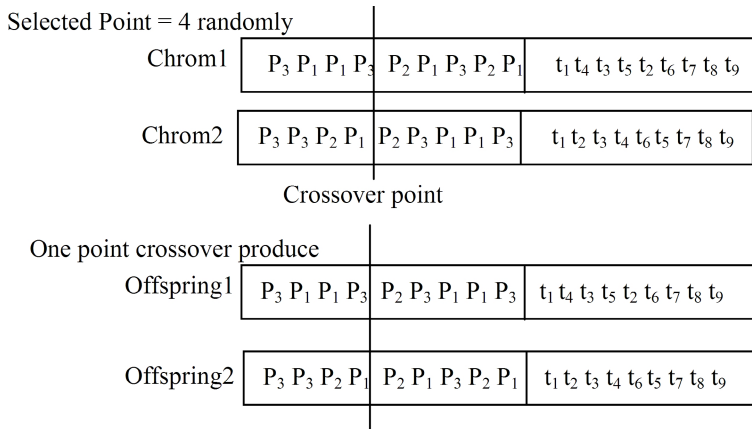 Selected Point = 4 randomly
Chrom1 P₃ P₁ P₁ P₃ P₂ P₁ P₃ P₂ P₁ t₁ t₄ t₃ t₅ t₂ t₆ t₇ t₈ t₉
Chrom2 P₃ P₃ P₂ P₁ P₂ P₃ P₁ P₁ P₃ t₁ t₂ t₃ t₄ t₆ t₅ t₇ t₈ t₉
Crossover point
One point crossover produce
Offspring1 P₃ P₁ P₁ P₃ P₂ P₃ P₁ P₁ P₃ t₁ t₄ t₃ t₅ t₂ t₆ t₇ t₈ t₉
Offspring2 P₃ P₃ P₂ P₁ P₂ P₁ P₃ P₂ P₁ t₁ t₂ t₃ t₄ t₆ t₅ t₇ t₈ t₉